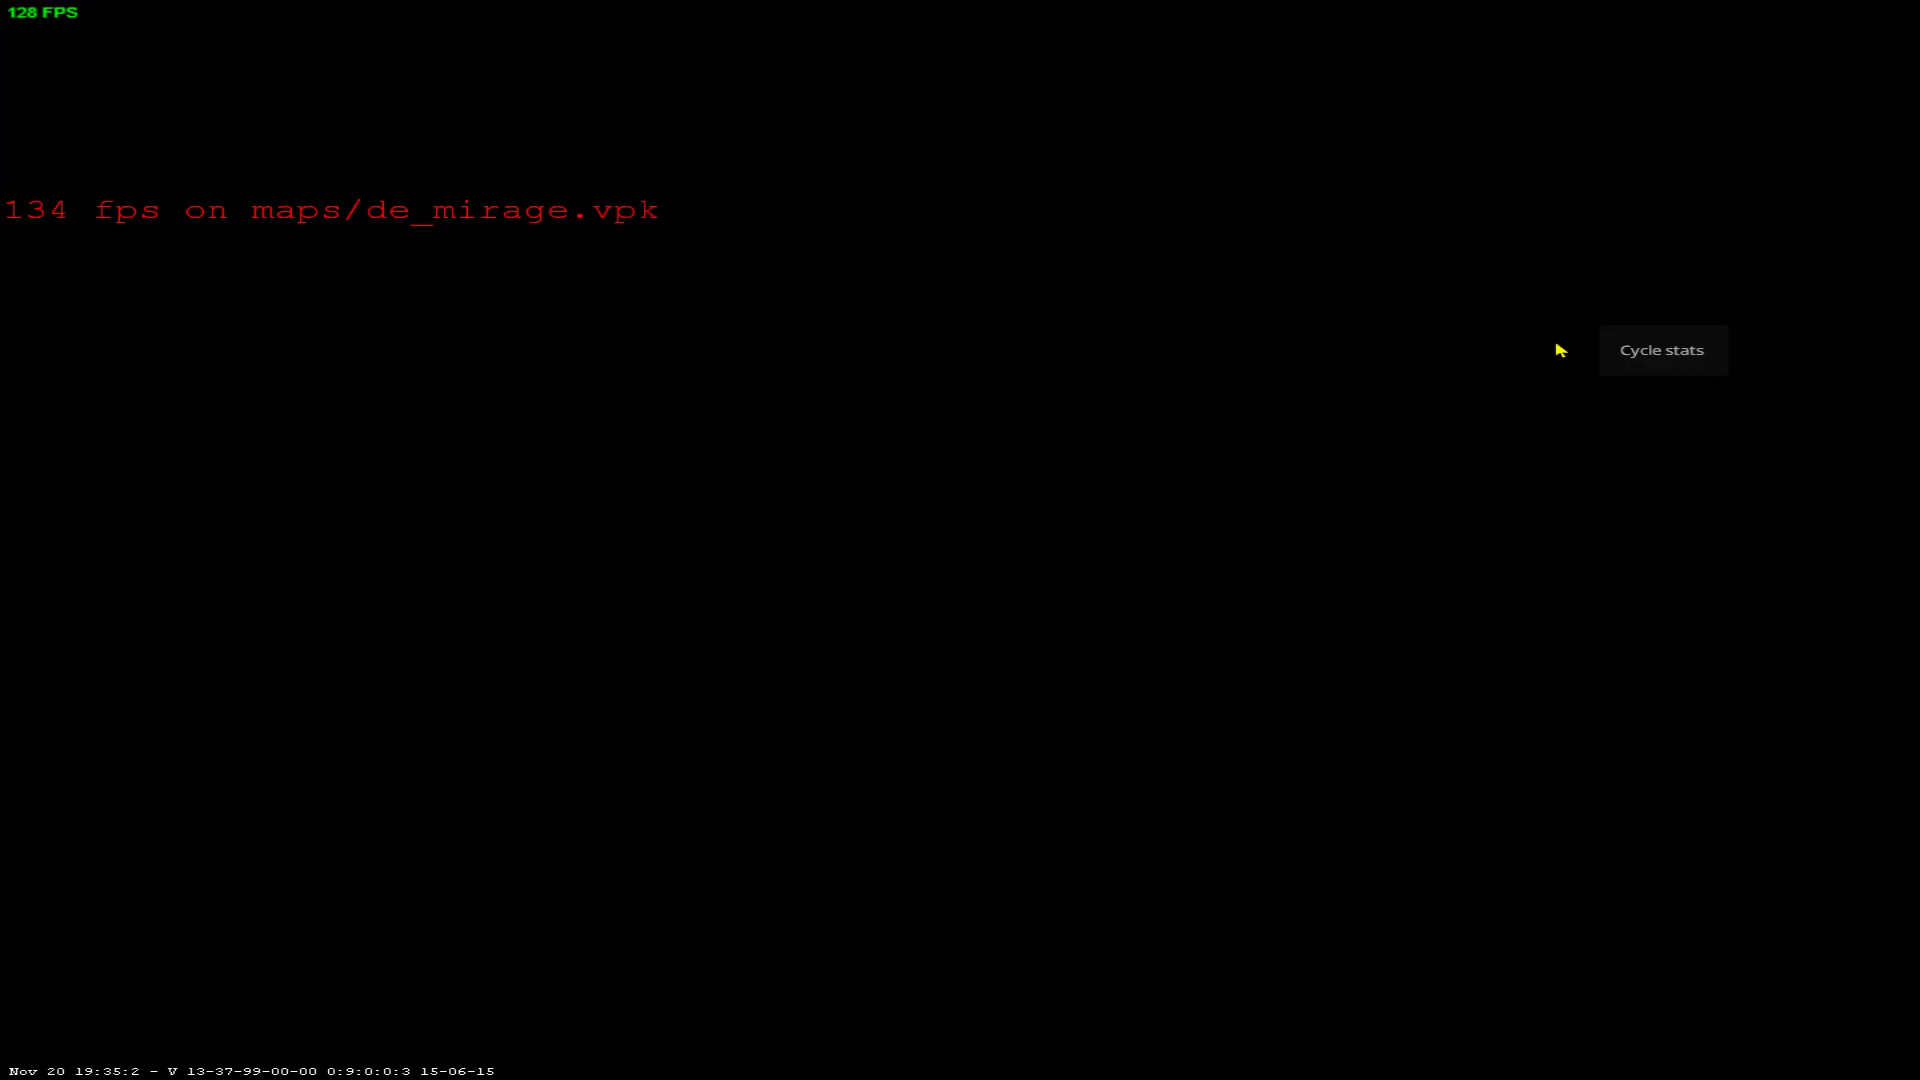 128 FPS
134 fps on maps/de_mirage.vpk
Cycle stats
Nov 20 19:35:2 - V 13-37-99-00-00 0:9:0:0:3 15-06-15